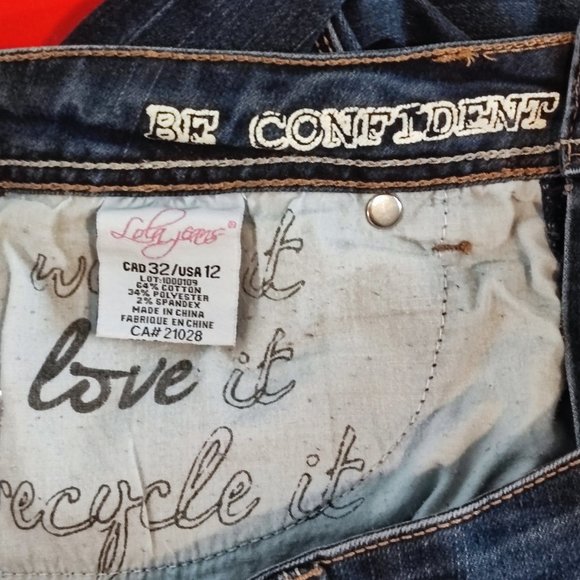 BE CONFIDENT
Lola jeans®
CAD 32/USA 12
LOT:1000109
64% COTTON
34% POLYESTER
2% SPANDEX
MADE IN CHINA
FABRIQUE EN CHINE
CA# 21028
it
love it
recycle it